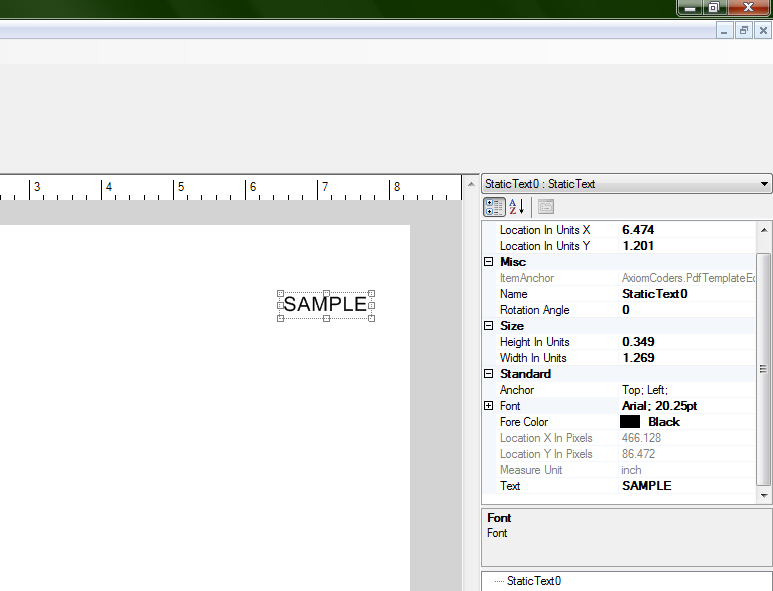 3 4 5 6 7 8
StaticText0 : StaticText
A
Z
Location In Units X 6.474
Location In Units Y 1.201
Misc
ItemAnchor AxiomCoders.PdfTemplateEd
Name StaticText0
Rotation Angle 0
Size
Height In Units 0.349
Width In Units 1.269
Standard
Anchor Top; Left;
Font Arial; 20.25pt
Fore Color Black
Location X In Pixels 466.128
Location Y In Pixels 86.472
Measure Unit inch
Text SAMPLE
SAMPLE
Font
Font
StaticText0